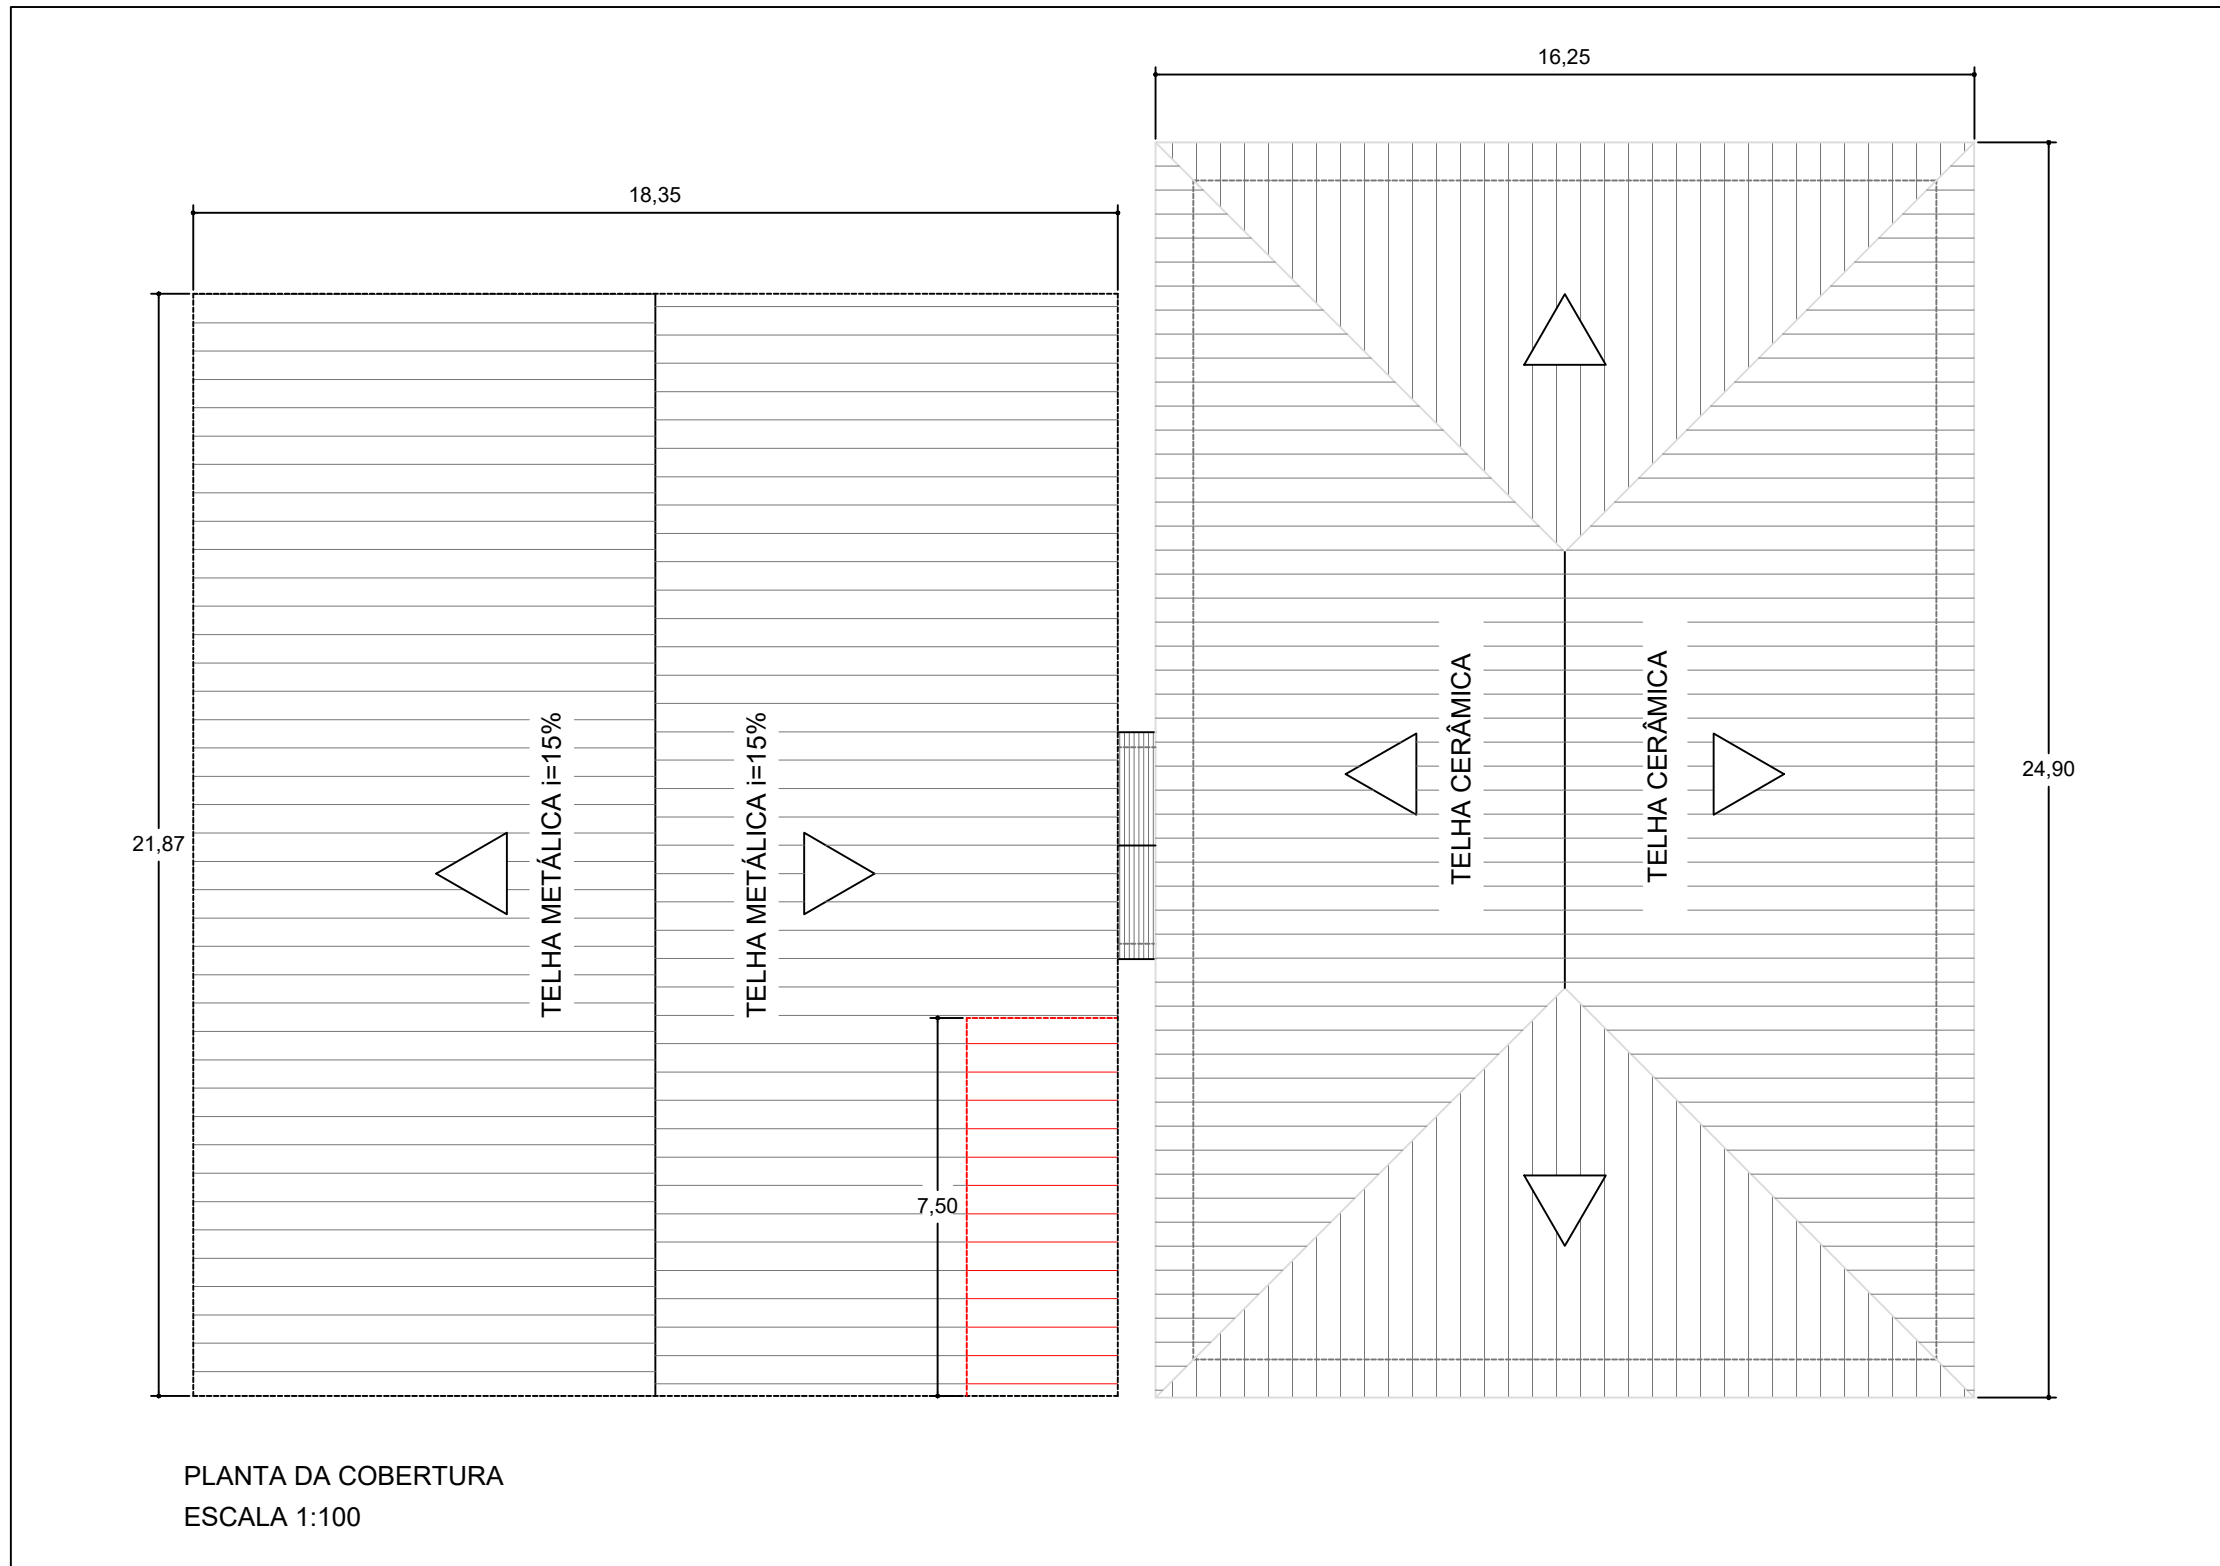 16,25
18,35
TELHA METÁLICA i=15%
TELHA METÁLICA i=15%
TELHA CERÂMICA
TELHA CERÂMICA
24,90
21,87
7,50
PLANTA DA COBERTURA
ESCALA 1:100